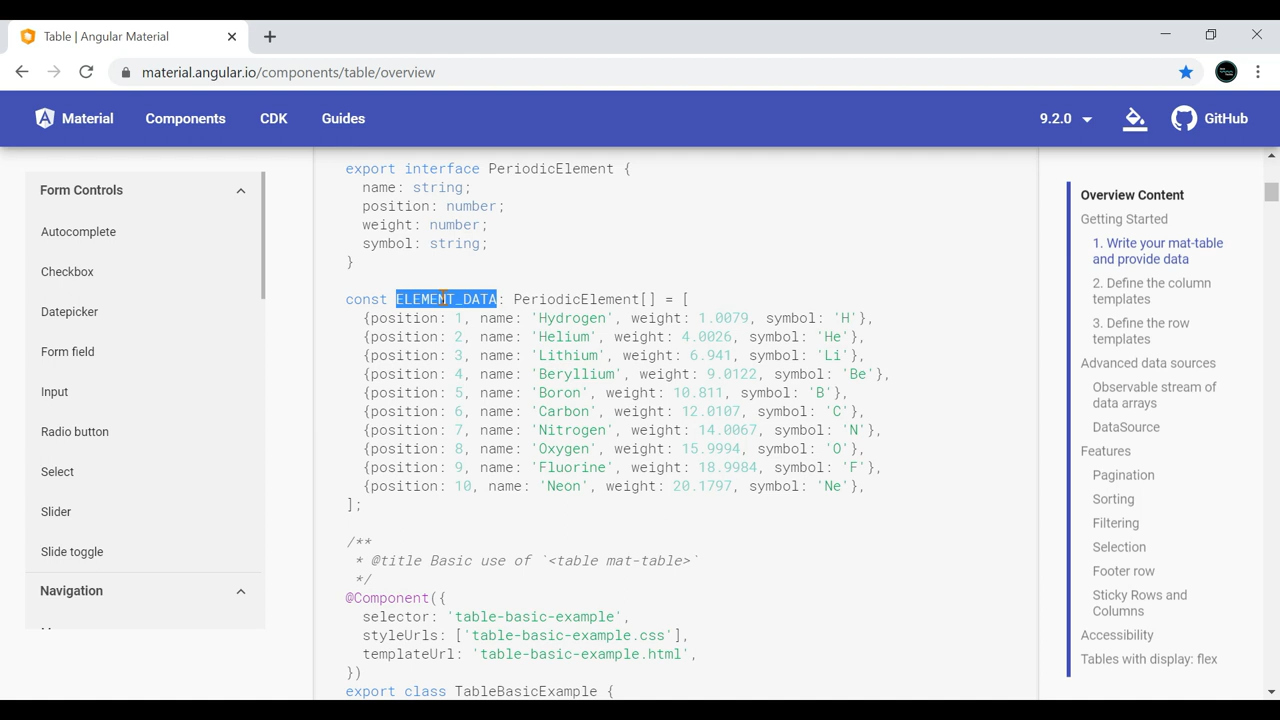 Table | Angular Material
material.angular.io/components/table/overview
Material
Components
CDK
Guides
9.2.0
GitHub
Form Controls
Autocomplete
Checkbox
Datepicker
Form field
Input
Radio button
Select
Slider
Slide toggle
Navigation
export interface PeriodicElement {
name: string;
position: number;
weight: number;
symbol: string;
}
const ELEMENT_DATA: PeriodicElement[] = [
{position: 1, name: 'Hydrogen', weight: 1.0079, symbol: 'H'},
{position: 2, name: 'Helium', weight: 4.0026, symbol: 'He'},
{position: 3, name: 'Lithium', weight: 6.941, symbol: 'Li'},
{position: 4, name: 'Beryllium', weight: 9.0122, symbol: 'Be'},
{position: 5, name: 'Boron', weight: 10.811, symbol: 'B'},
{position: 6, name: 'Carbon', weight: 12.0107, symbol: 'C'},
{position: 7, name: 'Nitrogen', weight: 14.0067, symbol: 'N'},
{position: 8, name: 'Oxygen', weight: 15.9994, symbol: 'O'},
{position: 9, name: 'Fluorine', weight: 18.9984, symbol: 'F'},
{position: 10, name: 'Neon', weight: 20.1797, symbol: 'Ne'},
];
/**
* @title Basic use of `<table mat-table>`
*/
@Component({
selector: 'table-basic-example',
styleUrls: ['table-basic-example.css'],
templateUrl: 'table-basic-example.html',
})
export class TableBasicExample {
Overview Content
Getting Started
1. Write your mat-table
and provide data
2. Define the column
templates
3. Define the row
templates
Advanced data sources
Observable stream of
data arrays
DataSource
Features
Pagination
Sorting
Filtering
Selection
Footer row
Sticky Rows and
Columns
Accessibility
Tables with display: flex